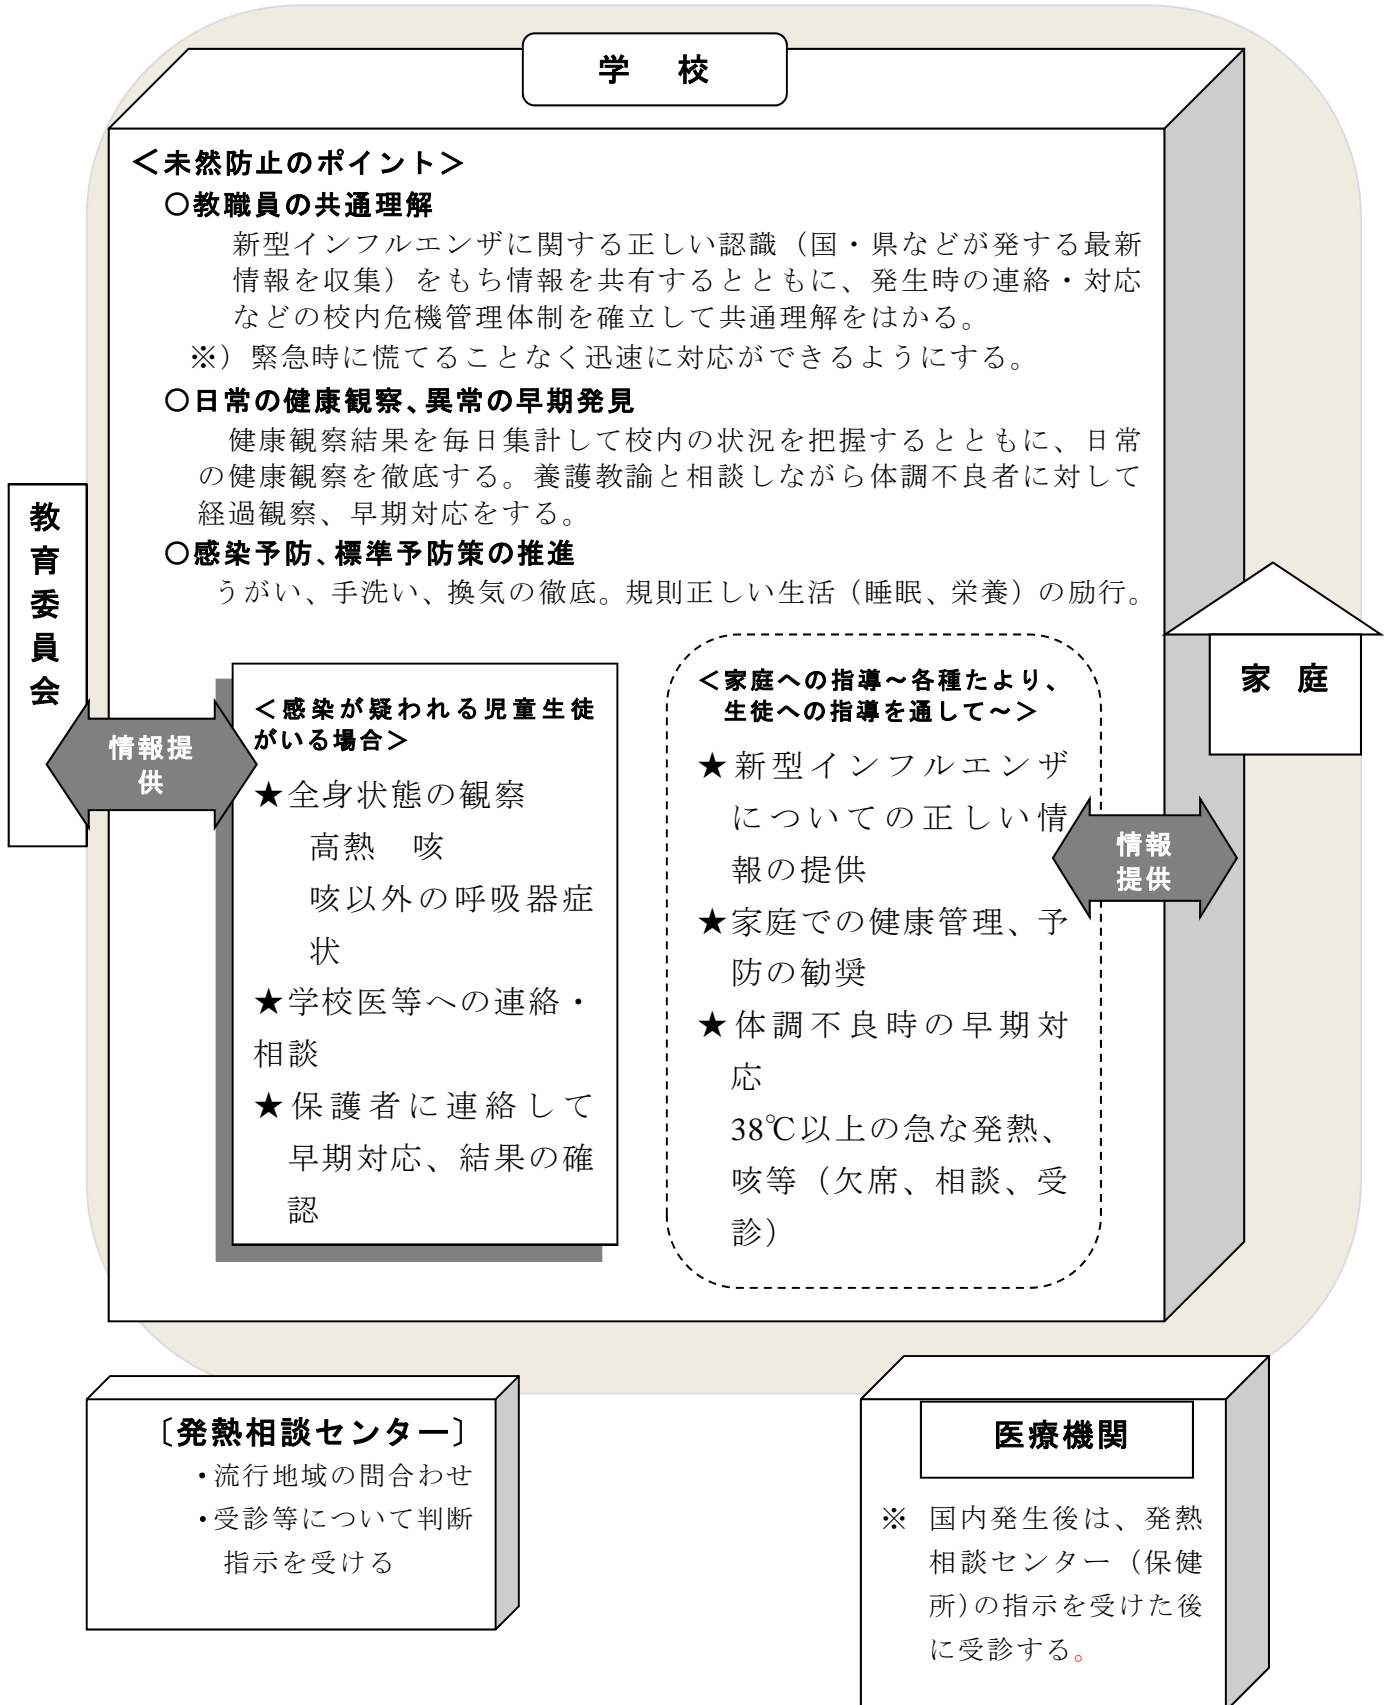 学　校
＜未然防止のポイント＞
○教職員の共通理解
新型インフルエンザに関する正しい認識（国・県などが発する最新
情報を収集）をもち情報を共有するとともに、発生時の連絡・対応
などの校内危機管理体制を確立して共通理解をはかる。
※）緊急時に慌てることなく迅速に対応ができるようにする。
○日常の健康観察、異常の早期発見
健康観察結果を毎日集計して校内の状況を把握するとともに、日常
の健康観察を徹底する。養護教諭と相談しながら体調不良者に対して
経過観察、早期対応をする。
○感染予防、標準予防策の推進
うがい、手洗い、換気の徹底。規則正しい生活（睡眠、栄養）の励行。
教育委員会
情報提
供
＜感染が疑われる児童生徒
がいる場合＞
★全身状態の観察
高熱　咳
咳以外の呼吸器症
状
★学校医等への連絡・
相談
★保護者に連絡して
早期対応、結果の確
認
＜家庭への指導～各種たより、
生徒への指導を通して～＞
★新型インフルエンザ
についての正しい情
報の提供
★家庭での健康管理、予
防の勧奨
★体調不良時の早期対
応
38℃以上の急な発熱、
咳等（欠席、相談、受
診）
家　庭
情報
提供
〔発熱相談センター〕
・流行地域の問合わせ
・受診等について判断
指示を受ける
医療機関
※　国内発生後は、発熱
相談センター（保健
所）の指示を受けた後
に受診する。